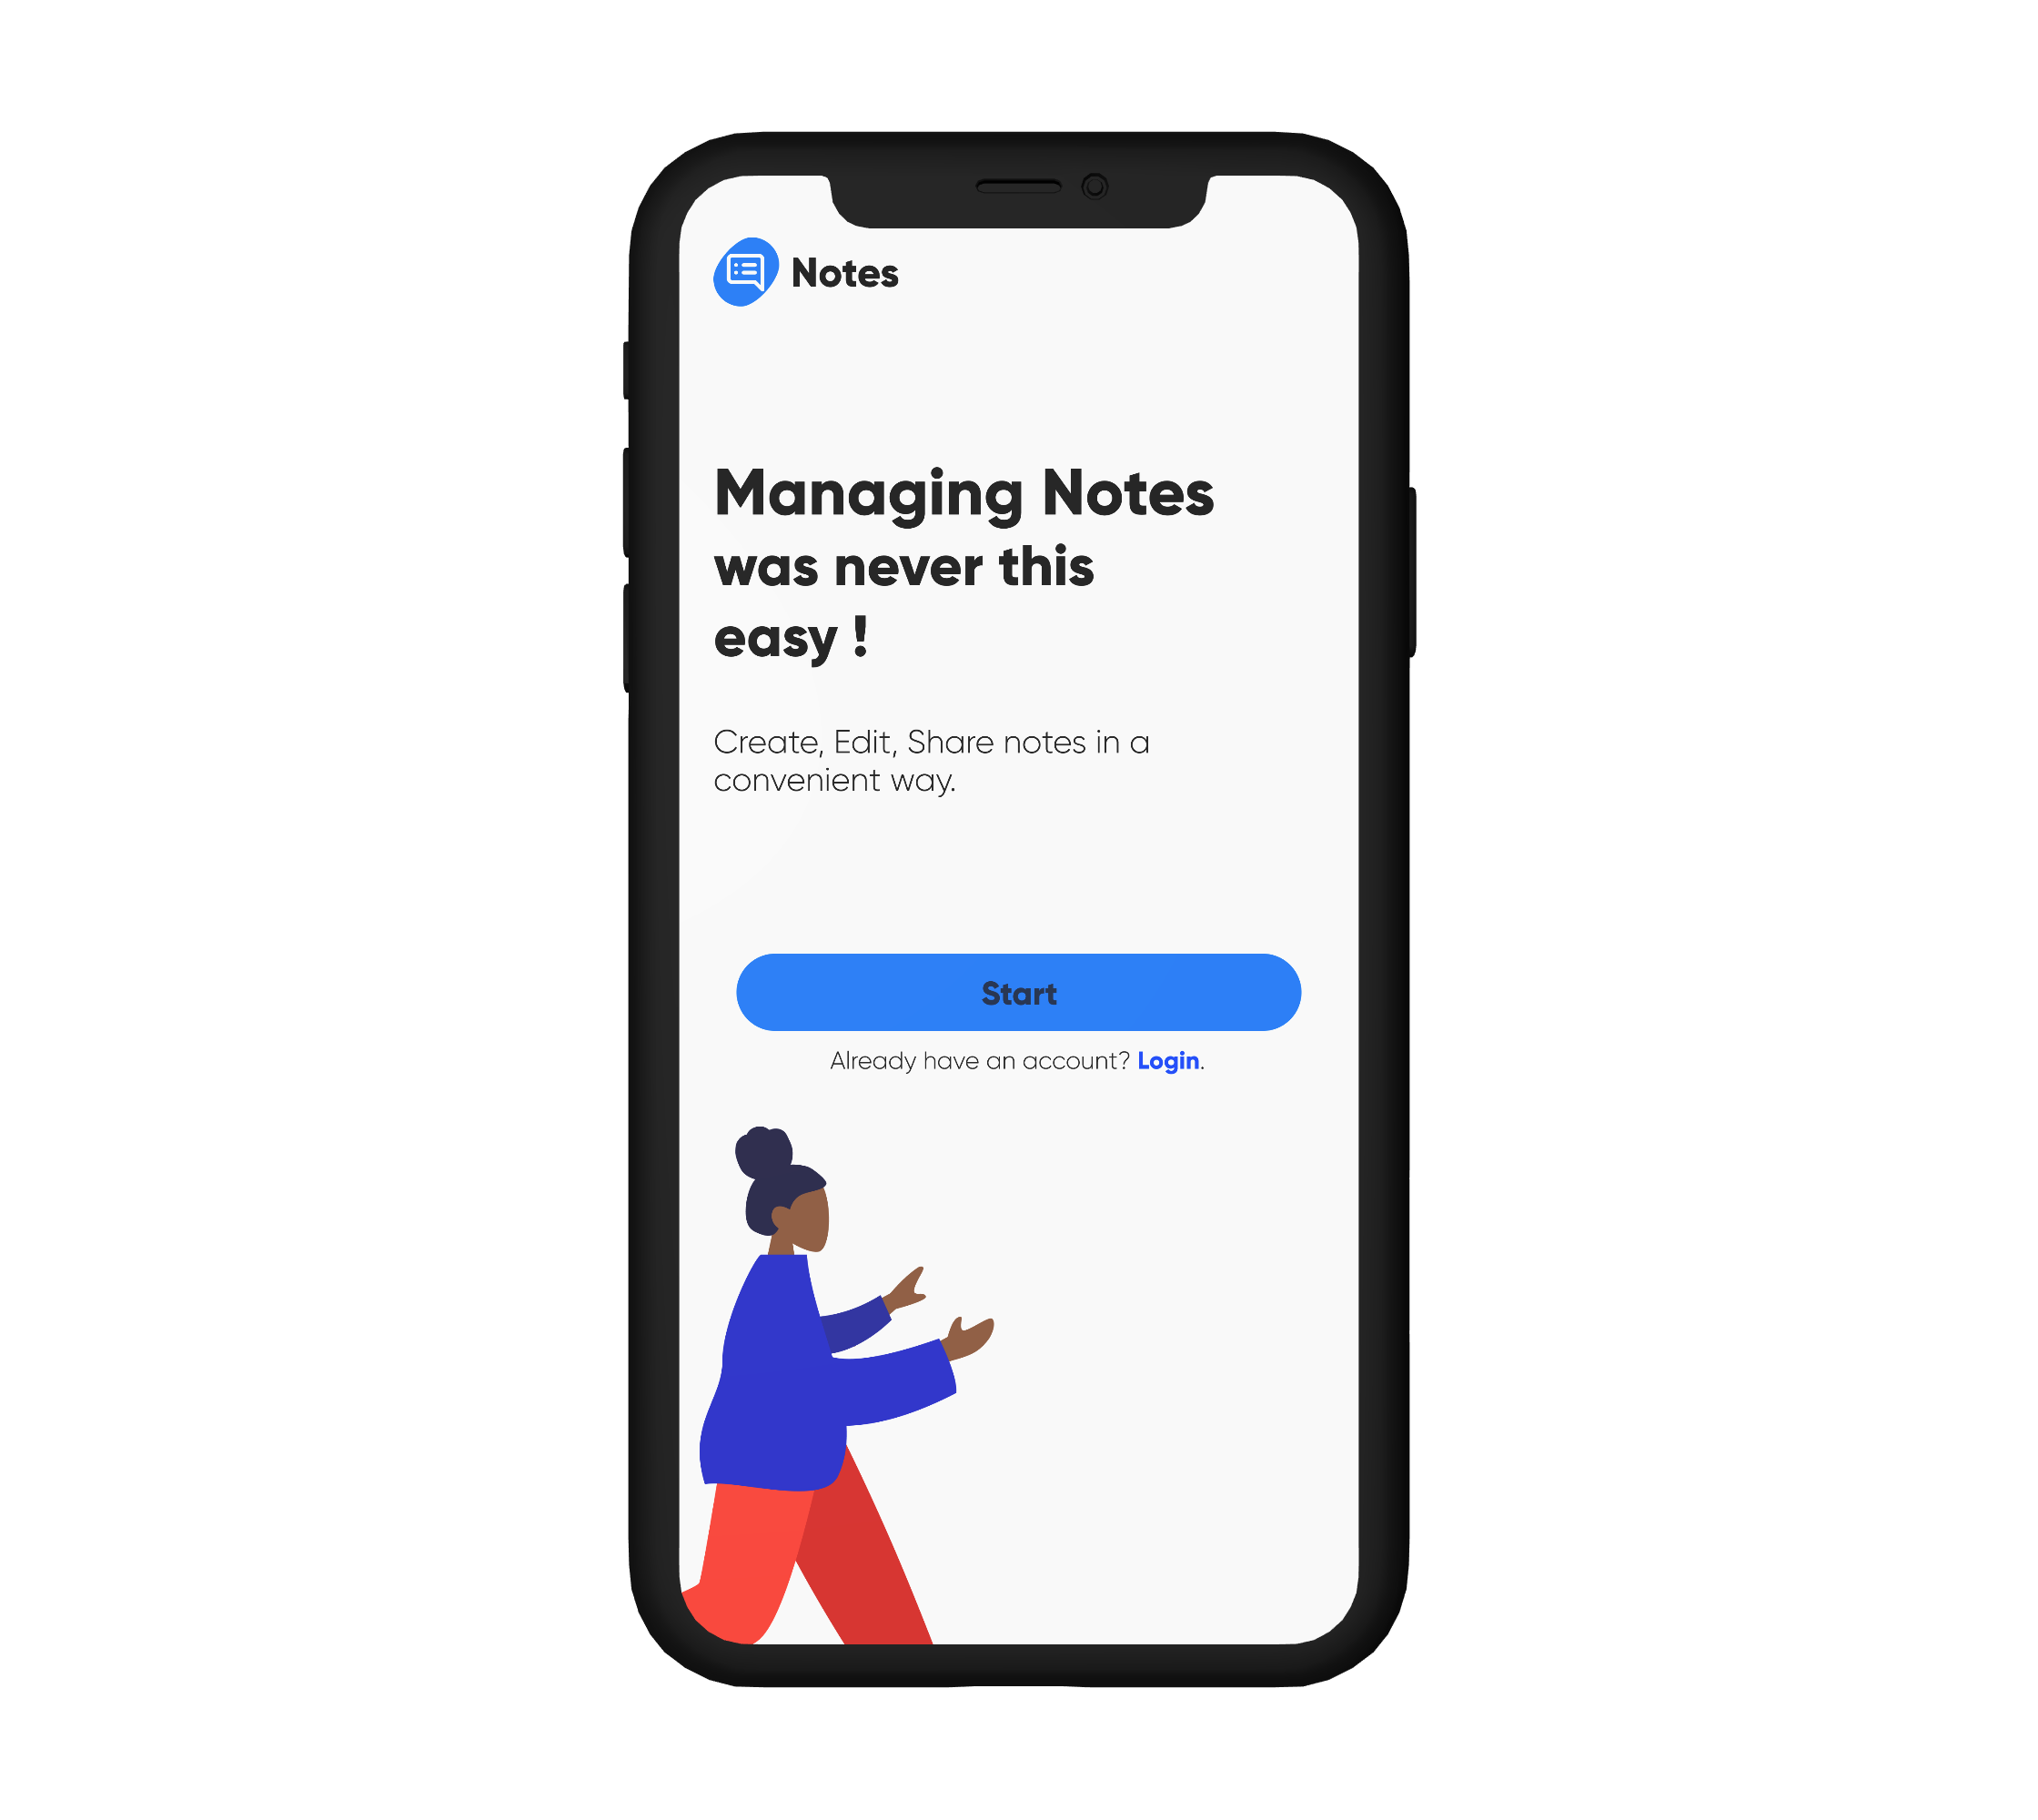 Notes
Managing Notes
was never this
easy !
Create, Edit, Share notes in a
convenient way.
Start
Already have an account? Login.